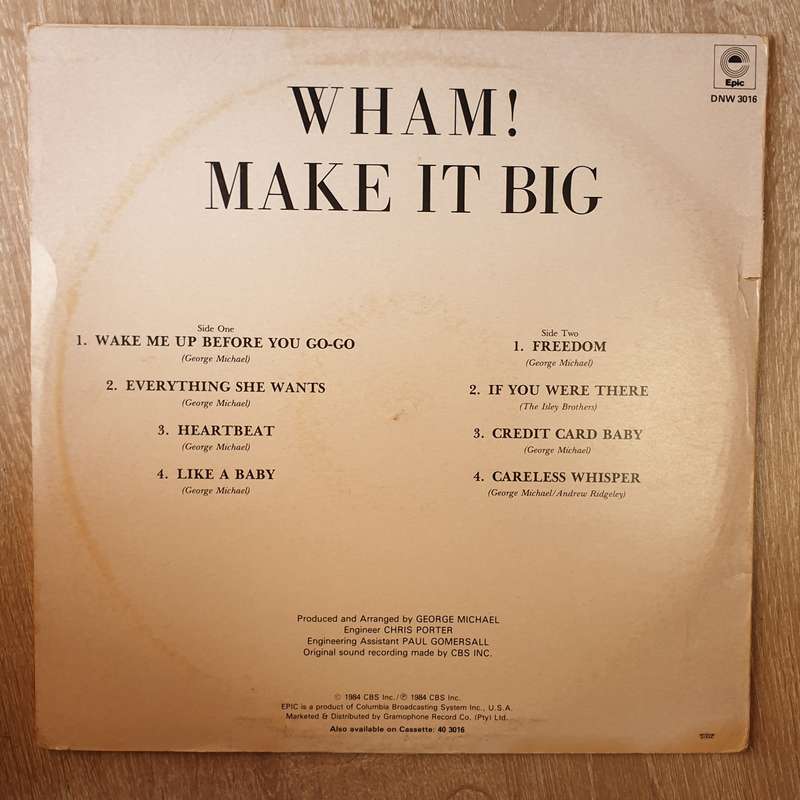 Epic
DNW 3016
WHAM!
MAKE IT BIG
Side One
1. WAKE ME UP BEFORE YOU GO-GO
(George Michael)
2. EVERYTHING SHE WANTS
(George Michael)
3. HEARTBEAT
(George Michael)
4. LIKE A BABY
(George Michael)
Side Two
1. FREEDOM
(George Michael)
2. IF YOU WERE THERE
(The Isley Brothers)
3. CREDIT CARD BABY
(George Michael)
4. CARELESS WHISPER
(George Michael/Andrew Ridgeley)
Produced and Arranged by GEORGE MICHAEL
Engineer CHRIS PORTER
Engineering Assistant PAUL GOMERSALL
Original sound recording made by CBS INC.
© 1984 CBS Inc./℗ 1984 CBS Inc.
EPIC is a product of Columbia Broadcasting System Inc., U.S.A.
Marketed & Distributed by Gramophone Record Co. (Pty) Ltd.
Also available on Cassette: 40 3016